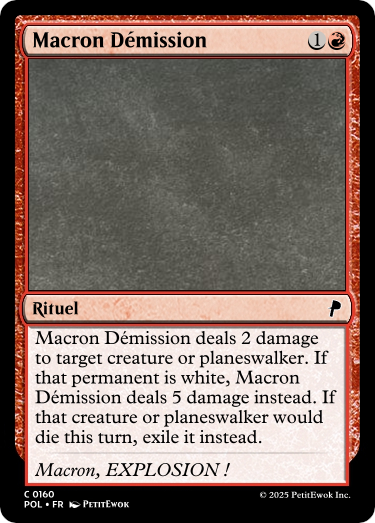 Macron Démission 1
Rituel
Macron Démission deals 2 damage
to target creature or planeswalker. If
that permanent is white, Macron
Démission deals 5 damage instead. If
that creature or planeswalker would
die this turn, exile it instead.
Macron, EXPLOSION !
C 0160
POL • FR PETITEWOK
© 2025 PetitEwok Inc.